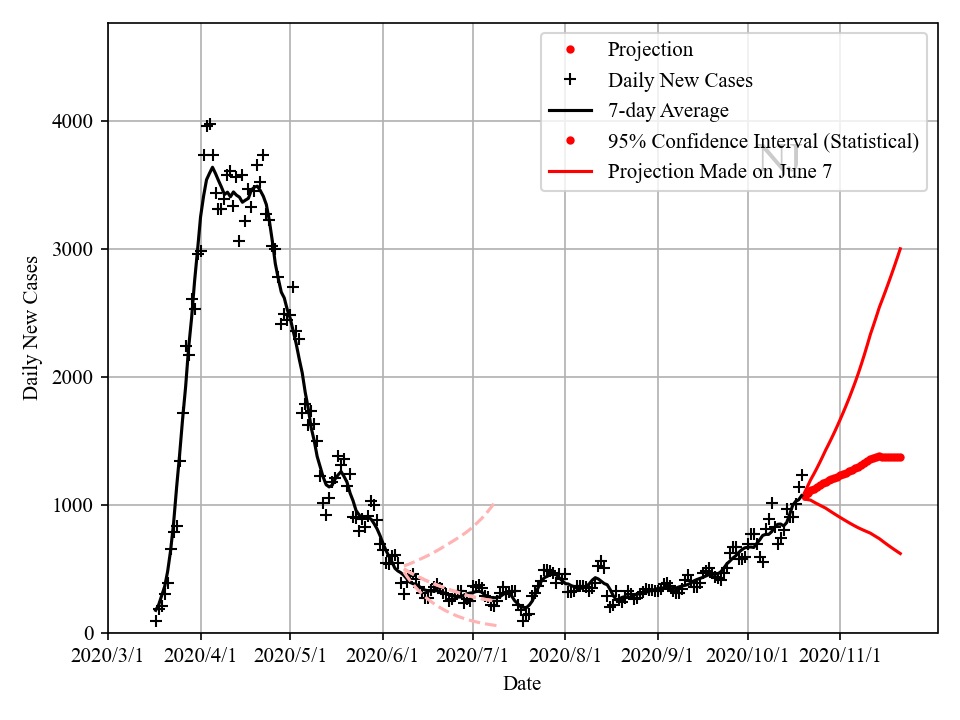 Projection
Daily New Cases
7-day Average
95% Confidence Interval (Statistical)
NJ
Projection Made on June 7
4000
3000
2000
1000
0
Daily New Cases
2020/3/1 2020/4/1 2020/5/1 2020/6/1 2020/7/1 2020/8/1 2020/9/1 2020/10/1 2020/11/1
Date